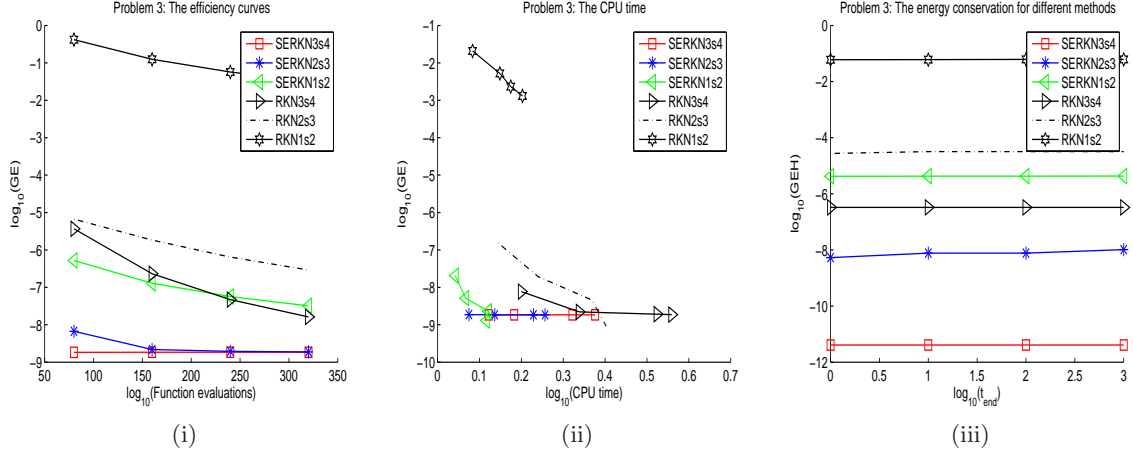 Problem 3: The efficiency curves
0
−1
−2
−3
−4
−5
−6
−7
−8
−9
log10(GE)
SERKN3s4
SERKN2s3
SERKN1s2
RKN3s4
RKN2s3
RKN1s2
50 100 150 200 250 300 350
log10(Function evaluations)
(i)
Problem 3: The CPU time
0
−1
−2
−3
−4
−5
−6
−7
−8
−9
−10
log10(GE)
SERKN3s4
SERKN2s3
SERKN1s2
RKN3s4
RKN2s3
RKN1s2
0 0.1 0.2 0.3 0.4 0.5 0.6 0.7
log10(CPU time)
(ii)
Problem 3: The energy conservation for different methods
2
0
−2
−4
−6
−8
−10
−12
log10(GEH)
SERKN3s4
SERKN2s3
SERKN1s2
RKN3s4
RKN2s3
RKN1s2
0 0.5 1 1.5 2 2.5 3
log10(tend)
(iii)